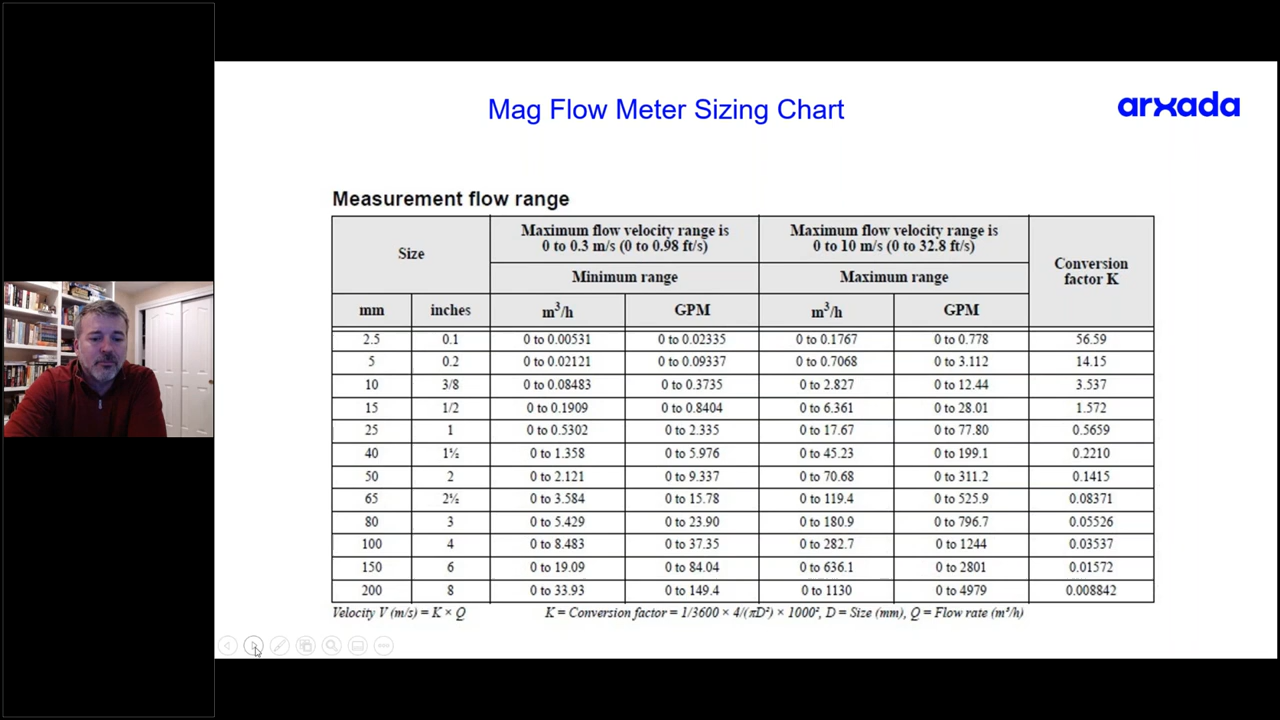 Mag Flow Meter Sizing Chart
arxada
Measurement flow range
Size
Maximum flow velocity range is
0 to 0.3 m/s (0 to 0.98 ft/s)
Maximum flow velocity range is
0 to 10 m/s (0 to 32.8 ft/s)
Conversion
factor K
Minimum range
Maximum range
mm inches m³/h GPM m³/h GPM
2.5 0.1 0 to 0.00531 0 to 0.02335 0 to 0.1767 0 to 0.778 56.59
5 0.2 0 to 0.02121 0 to 0.09337 0 to 0.7068 0 to 3.112 14.15
10 3/8 0 to 0.08483 0 to 0.3735 0 to 2.827 0 to 12.44 3.537
15 1/2 0 to 0.1909 0 to 0.8404 0 to 6.361 0 to 28.01 1.572
25 1 0 to 0.5302 0 to 2.335 0 to 17.67 0 to 77.80 0.5659
40 1½ 0 to 1.358 0 to 5.976 0 to 45.23 0 to 199.1 0.2210
50 2 0 to 2.121 0 to 9.337 0 to 70.68 0 to 311.2 0.1415
65 2½ 0 to 3.584 0 to 15.78 0 to 119.4 0 to 525.9 0.08371
80 3 0 to 5.429 0 to 23.90 0 to 180.9 0 to 796.7 0.05526
100 4 0 to 8.483 0 to 37.35 0 to 282.7 0 to 1244 0.03537
150 6 0 to 19.09 0 to 84.04 0 to 636.1 0 to 2801 0.01572
200 8 0 to 33.93 0 to 149.4 0 to 1130 0 to 4979 0.008842
Velocity V (m/s) = K × Q K = Conversion factor = 1/3600 × 4/(πD²) × 1000², D = Size (mm), Q = Flow rate (m³/h)